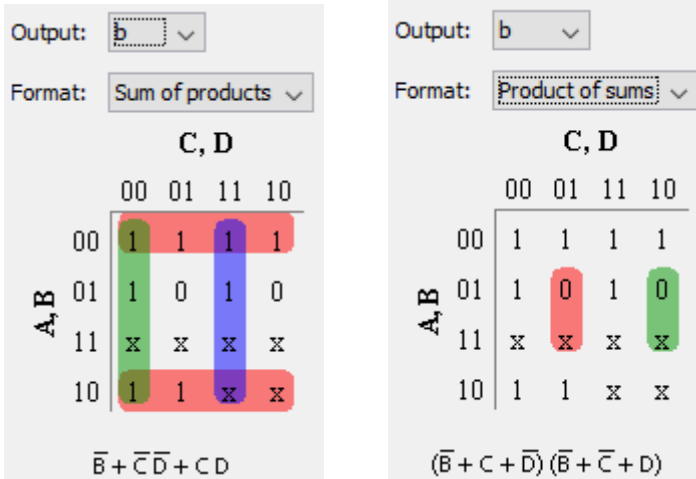 Output: b
Format: Sum of products
C, D
00 01 11 10
00 1 1 1 1
A, B
01 1 0 1 0
11 x x x x
10 1 1 x x
B̅ + C̅ D̅ + C D
Output: b
Format: Product of sums
C, D
00 01 11 10
00 1 1 1 1
A, B
01 1 0 1 0
11 x x x x
10 1 1 x x
(B̅ + C + D̅) (B̅ + C̅ + D)